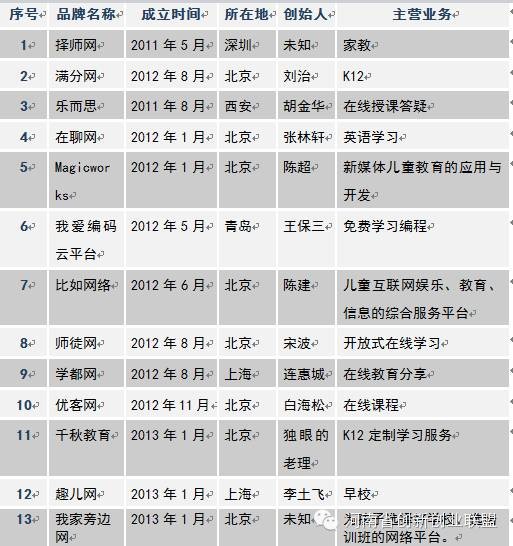 序号 品牌名称 成立时间 所在地 创始人 主营业务
1 择师网 2011 年 5 月 深圳 未知 家教
2 满分网 2012 年 8 月 北京 刘治 K12
3 乐而思 2011 年 8 月 西安 胡金华 在线授课答疑
4 在聊网 2012 年 1 月 北京 张林轩 英语学习
5 Magicwor 2012 年 1 月 北京 陈超 新媒体儿童教育的应用与
ks 开发
6 我爱编码 2012 年 5 月 青岛 王保三 免费学习编程
云平台
7 比如网络 2012 年 6 月 北京 陈建 儿童互联网娱乐、教育、
信息的综合服务平台
8 师徒网 2012 年 8 月 北京 宋波 开放式在线学习
9 学都网 2012 年 8 月 上海 连惠城 在线教育分享
10 优客网 2012 年 11 月 北京 白海松 在线课程
11 千秋教育 2013 年 1 月 北京 独眼的 K12 定制学习服务
老理
12 趣儿网 2013 年 1 月 上海 李土飞 早校
13 我家旁边 2013 年 1 月 北京 未知
网 训班的网络平台。
河南省创新创业联盟